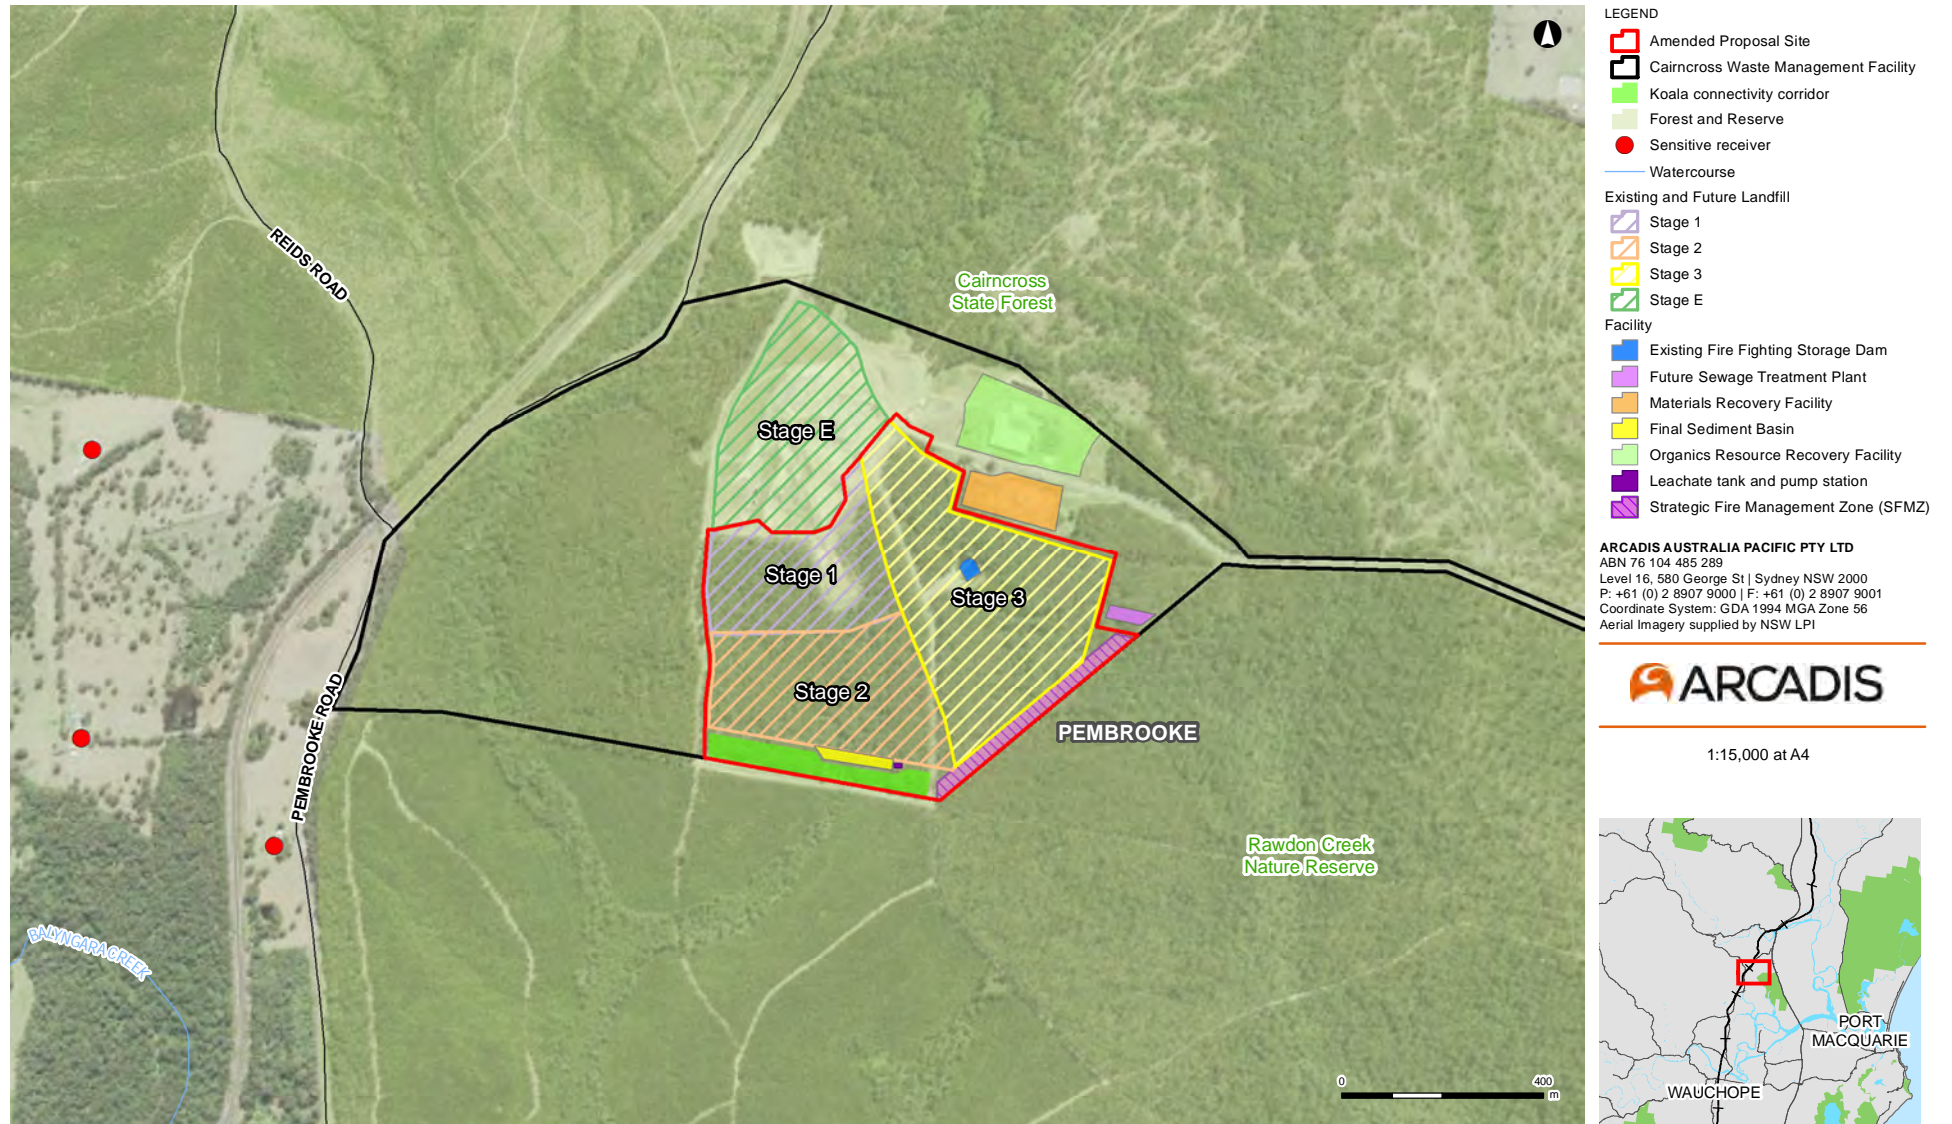 REIDS ROAD
Cairncross
State Forest
Stage E
Stage 1
Stage 3
Stage 2
PEMBROOKE
PEMBROOKE ROAD
Rawdon Creek
Nature Reserve
BALYNGARA CREEK
0 400
m
LEGEND
Amended Proposal Site
Cairncross Waste Management Facility
Koala connectivity corridor
Forest and Reserve
Sensitive receiver
Watercourse
Existing and Future Landfill
Stage 1
Stage 2
Stage 3
Stage E
Facility
Existing Fire Fighting Storage Dam
Future Sewage Treatment Plant
Materials Recovery Facility
Final Sediment Basin
Organics Resource Recovery Facility
Leachate tank and pump station
Strategic Fire Management Zone (SFMZ)
ARCADIS AUSTRALIA PACIFIC PTY LTD
ABN 76 104 485 289
Level 16, 580 George St | Sydney NSW 2000
P: +61 (0) 2 8907 9000 | F: +61 (0) 2 8907 9001
Coordinate System: GDA 1994 MGA Zone 56
Aerial Imagery supplied by NSW LPI
ARCADIS
1:15,000 at A4
PORT
MACQUARIE
WAUCHOPE